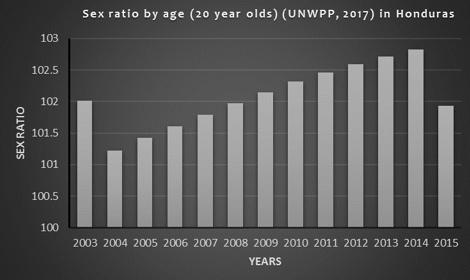 Sex ratio by age (20 year olds) (UNWPP, 2017) in Honduras
103
102.5
102
101.5
101
100.5
100
SEX RATIO
2003 2004 2005 2006 2007 2008 2009 2010 2011 2012 2013 2014 2015
YEARS